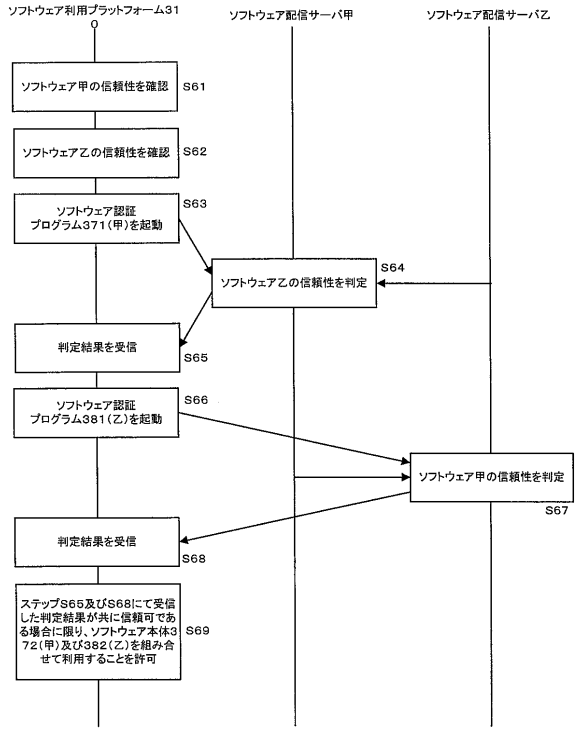 ソフトウェア利用プラットフォーム31
0
ソフトウェア配信サーバ甲
ソフトウェア配信サーバ乙
ソフトウェア甲の信頼性を確認
S61
ソフトウェア乙の信頼性を確認
S62
ソフトウェア認証
プログラム371(甲)を起動
S63
ソフトウェア乙の信頼性を判定
S64
判定結果を受信
S65
ソフトウェア認証
プログラム381(乙)を起動
S66
ソフトウェア甲の信頼性を判定
S67
判定結果を受信
S68
ステップS65及びS68にて受信
した判定結果が共に信頼可であ
る場合に限り、ソフトウェア本体3
72(甲)及び382(乙)を組み合
せて利用することを許可
S69